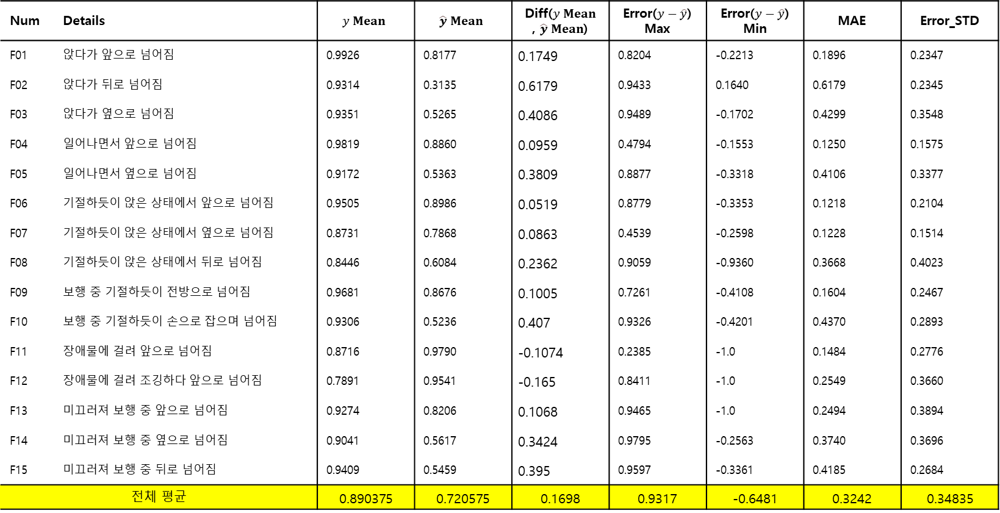 Num Details y Mean ŷ Mean Diff(y Mean , ŷ Mean) Error(y − ŷ) Max Error(y − ŷ) Min MAE Error_STD
F01 앉다가 앞으로 넘어짐 0.9926 0.8177 0.1749 0.8204 -0.2213 0.1896 0.2347
F02 앉다가 뒤로 넘어짐 0.9314 0.3135 0.6179 0.9433 0.1640 0.6179 0.2345
F03 앉다가 옆으로 넘어짐 0.9351 0.5265 0.4086 0.9489 -0.1702 0.4299 0.3548
F04 일어나면서 앞으로 넘어짐 0.9819 0.8860 0.0959 0.4794 -0.1553 0.1250 0.1575
F05 일어나면서 옆으로 넘어짐 0.9172 0.5363 0.3809 0.8877 -0.3318 0.4106 0.3377
F06 기절하듯이 앉은 상태에서 앞으로 넘어짐 0.9505 0.8986 0.0519 0.8779 -0.3353 0.1218 0.2104
F07 기절하듯이 앉은 상태에서 옆으로 넘어짐 0.8731 0.7868 0.0863 0.4539 -0.2598 0.1228 0.1514
F08 기절하듯이 앉은 상태에서 뒤로 넘어짐 0.8446 0.6084 0.2362 0.9059 -0.9360 0.3668 0.4023
F09 보행 중 기절하듯이 전방으로 넘어짐 0.9681 0.8676 0.1005 0.7261 -0.4108 0.1604 0.2467
F10 보행 중 기절하듯이 손으로 잡으며 넘어짐 0.9306 0.5236 0.407 0.9326 -0.4201 0.4370 0.2893
F11 장애물에 걸려 앞으로 넘어짐 0.8716 0.9790 -0.1074 0.2385 -1.0 0.1484 0.2776
F12 장애물에 걸려 조깅하다 앞으로 넘어짐 0.7891 0.9541 -0.165 0.8411 -1.0 0.2549 0.3660
F13 미끄러져 보행 중 앞으로 넘어짐 0.9274 0.8206 0.1068 0.9465 -1.0 0.2494 0.3894
F14 미끄러져 보행 중 옆으로 넘어짐 0.9041 0.5617 0.3424 0.9795 -0.2563 0.3740 0.3696
F15 미끄러져 보행 중 뒤로 넘어짐 0.9409 0.5459 0.395 0.9597 -0.3361 0.4185 0.2684
전체 평균 0.890375 0.720575 0.1698 0.9317 -0.6481 0.3242 0.34835